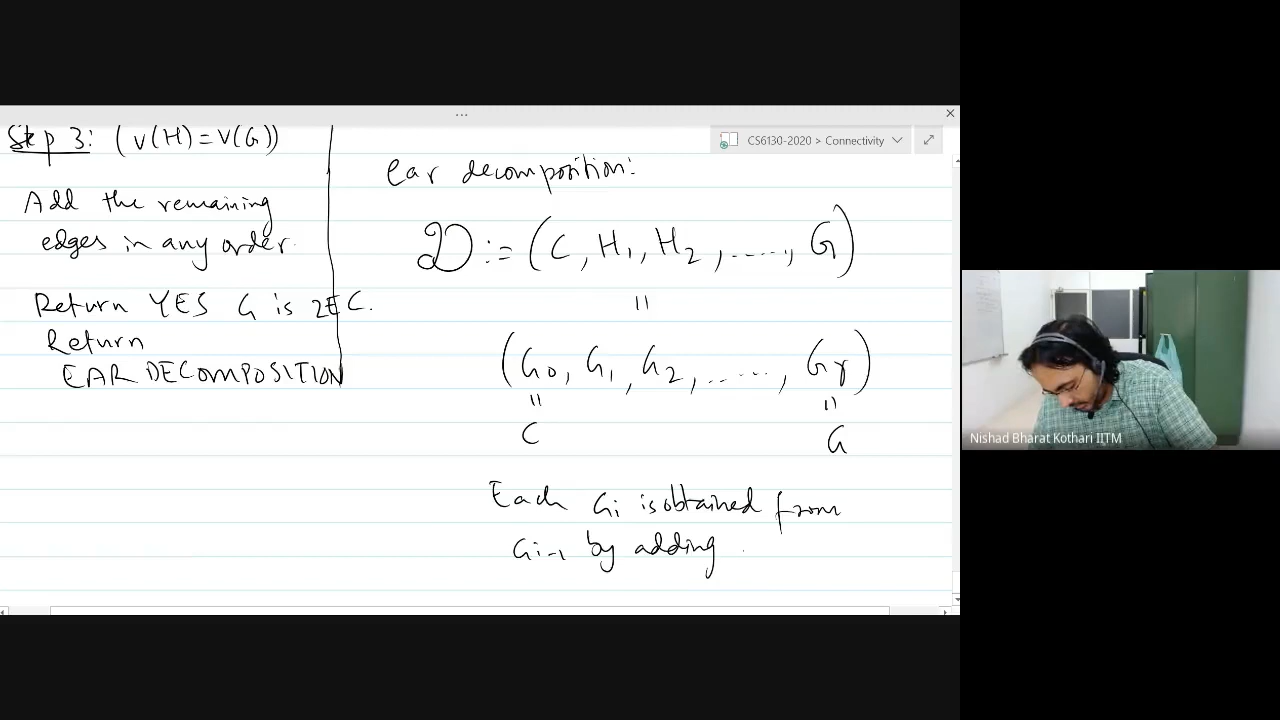 CS6130-2020 > Connectivity
Step 3: (V(H)=V(G))
Add the remaining
edges in any order.
Return YES G is 2EC.
Return
EAR DECOMPOSITION
Ear decomposition:
D := (C, H1, H2, ....., G)
||
(G0, G1, G2, ......, Gr)
|| ||
C G
Each Gi is obtained from
Gi-1 by adding
Nishad Bharat Kothari IITM